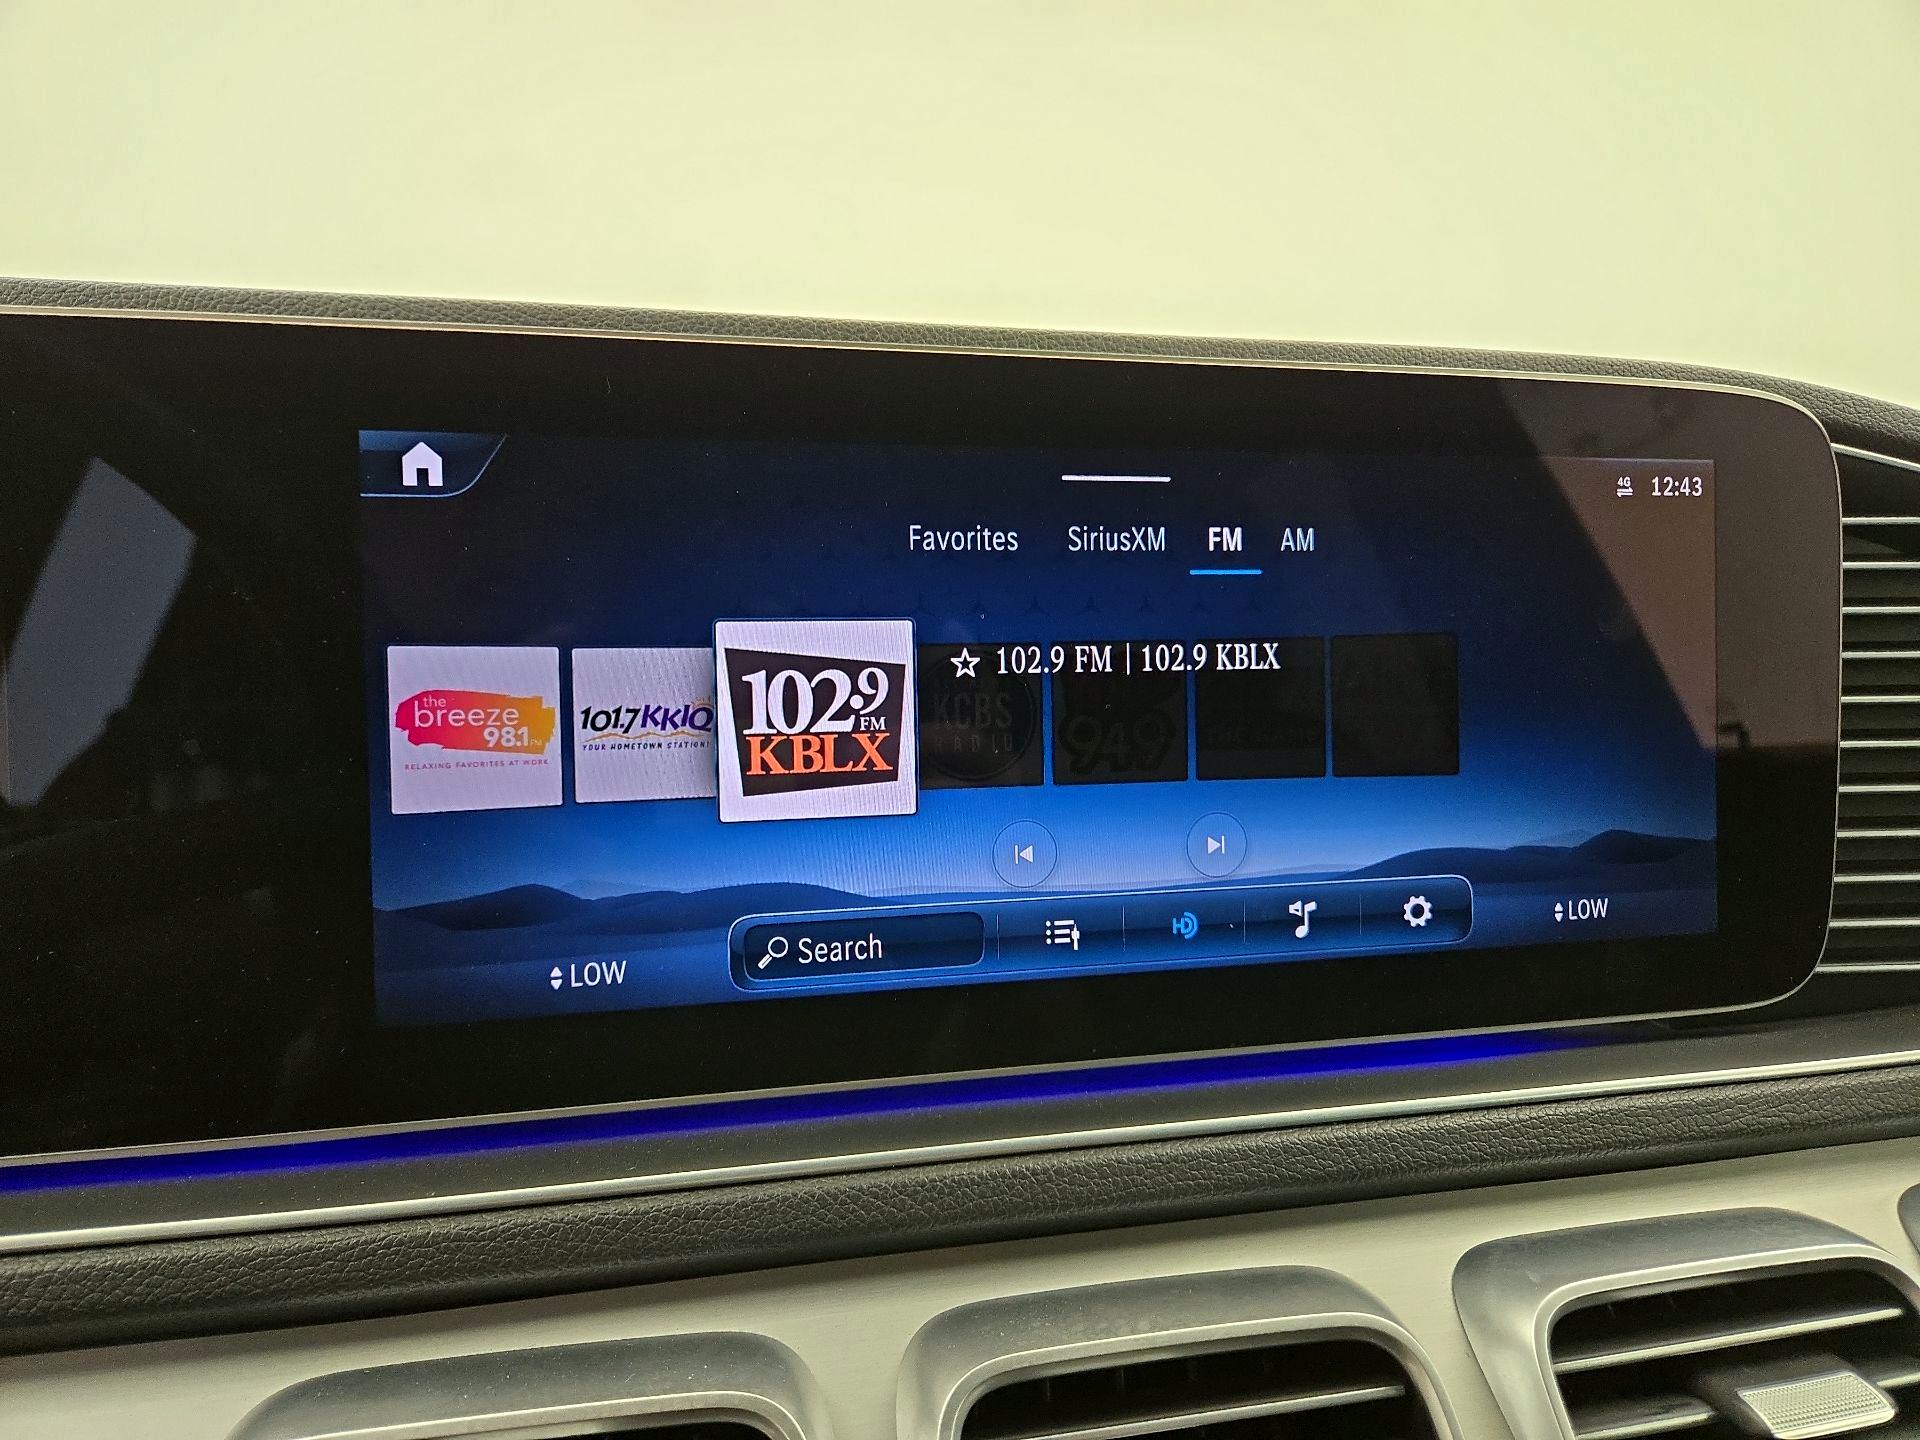 4G 12:43
Favorites SiriusXM FM AM
the
breeze
98.1 FM
RELAXING FAVORITES AT WORK
101.7 KKIQ
YOUR HOMETOWN STATION!
102.9
FM
KBLX
☆ 102.9 FM | 102.9 KBLX
KCBS
RADIO
94.9
LOW
Search
HD
LOW